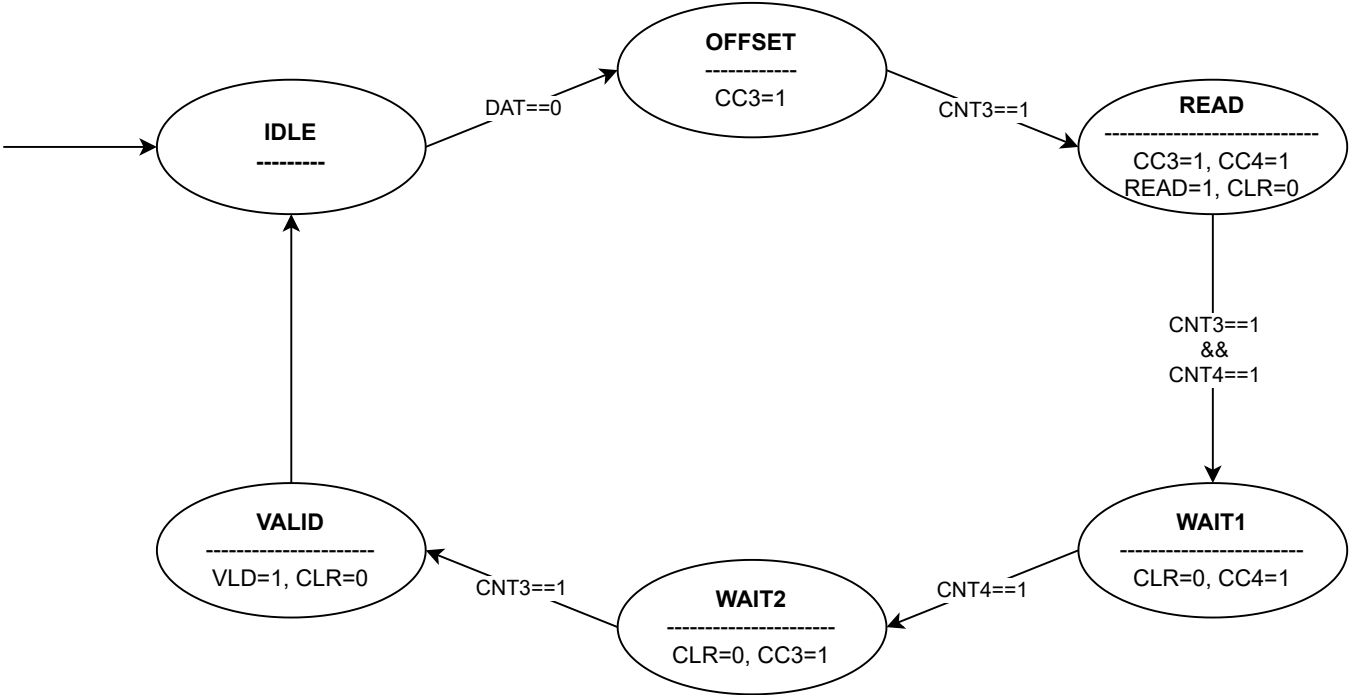 OFFSET
------------
CC3=1
IDLE
---------
DAT==0
CNT3==1
READ
----------------------------
CC3=1, CC4=1
READ=1, CLR=0
CNT3==1
&&
CNT4==1
VALID
----------------------
VLD=1, CLR=0
WAIT1
------------------------
CLR=0, CC4=1
CNT3==1
WAIT2
----------------------
CLR=0, CC3=1
CNT4==1